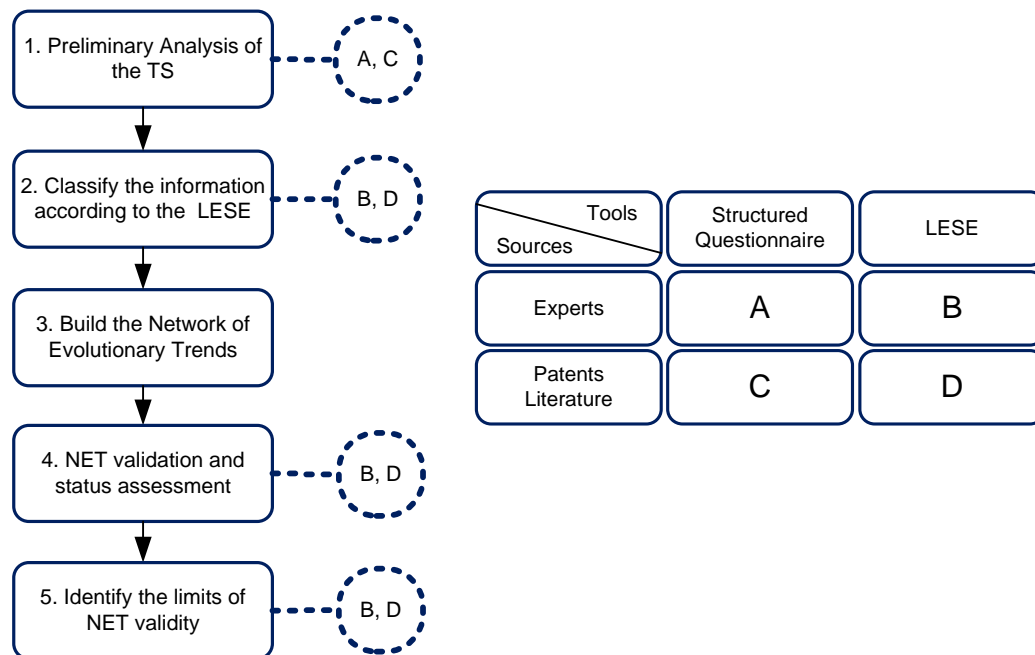 1. Preliminary Analysis of
the TS
A, C
2. Classify the information
according to the LESE
B, D
3. Build the Network of
Evolutionary Trends
4. NET validation and
status assessment
B, D
5. Identify the limits of
NET validity
B, D
Tools
Sources
Structured
Questionnaire
LESE
Experts
A
B
Patents
Literature
C
D